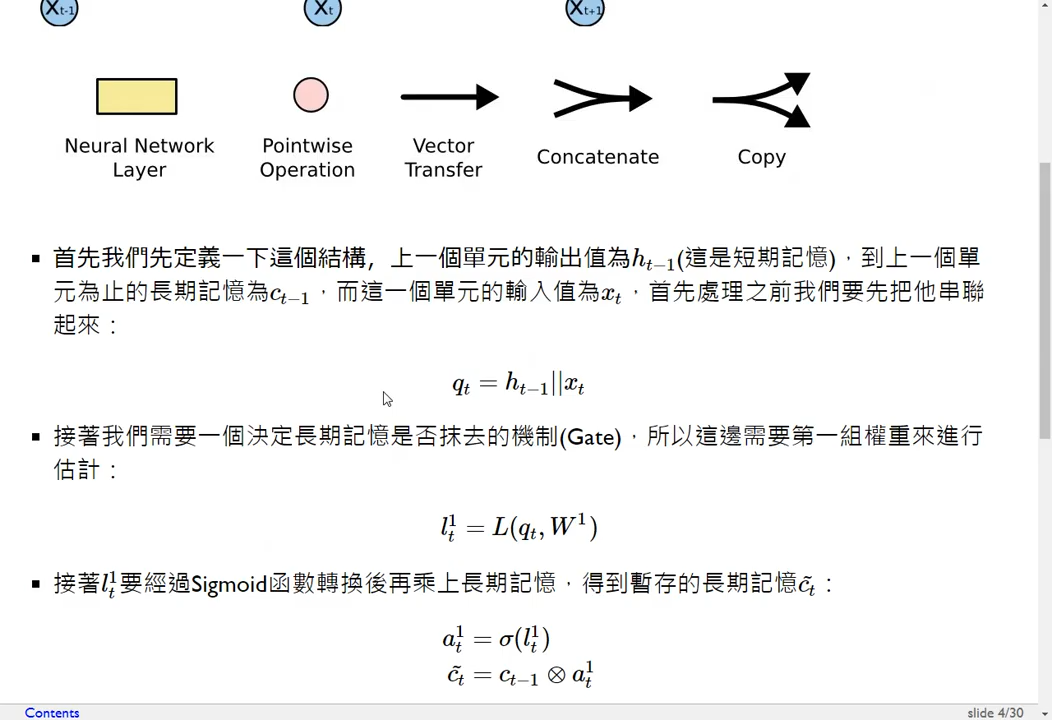 Xt-1 Xt Xt+1
Neural Network Layer
Pointwise Operation
Vector Transfer
Concatenate
Copy
▪ 首先我們先定義一下這個結構，上一個單元的輸出值為h_{t−1}(這是短期記憶)，到上一個單
元為止的長期記憶為c_{t−1}，而這一個單元的輸入值為x_t，首先處理之前我們要先把他串聯
起來：
q_t = h_{t−1}||x_t
▪ 接著我們需要一個決定長期記憶是否抹去的機制(Gate)，所以這邊需要第一組權重來進行
估計：
l_t^1 = L(q_t, W^1)
▪ 接著l_t^1要經過Sigmoid函數轉換後再乘上長期記憶，得到暫存的長期記憶c̃_t：
a_t^1 = σ(l_t^1)
c̃_t = c_{t−1} ⊗ a_t^1
Contents
slide 4/30